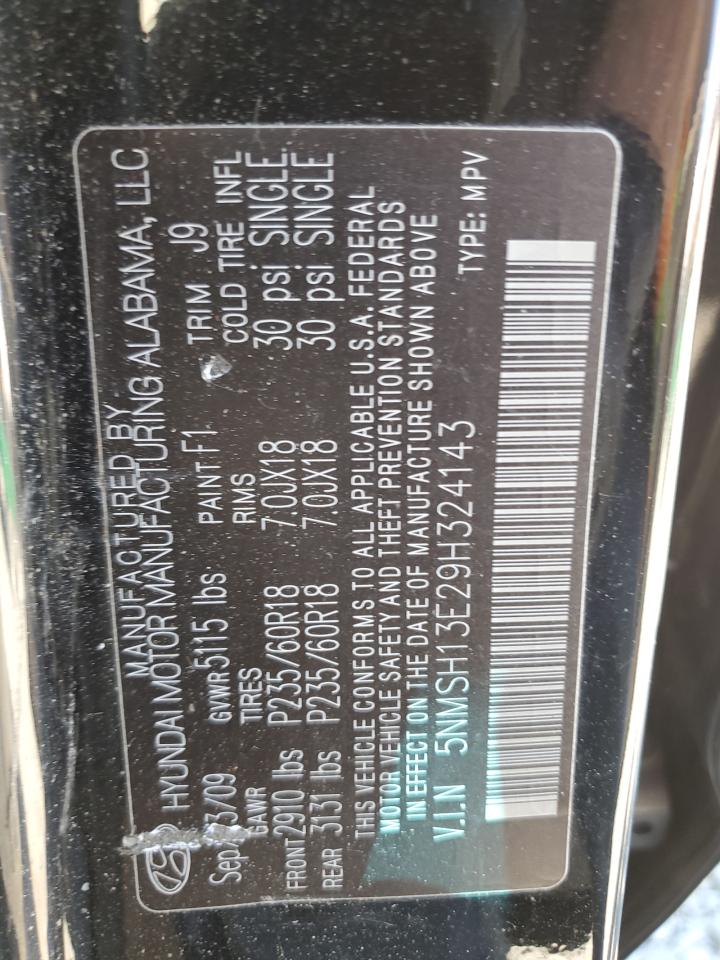 MANUFACTURED BY
HYUNDAI MOTOR MANUFACTURING ALABAMA, LLC
Sep/ 3/09 GVWR 5115 lbs PAINT F1 TRIM J9
GAWR TIRES RIMS COLD TIRE INFL
FRONT 2910 lbs P235/60R18 7.0JX18 30 psi SINGLE
REAR 3131 lbs P235/60R18 7.0JX18 30 psi SINGLE
THIS VEHICLE CONFORMS TO ALL APPLICABLE U.S.A. FEDERAL
MOTOR VEHICLE SAFETY AND THEFT PREVENTION STANDARDS
IN EFFECT ON THE DATE OF MANUFACTURE SHOWN ABOVE
V.I.N 5NMSH13E29H324143 TYPE: MPV